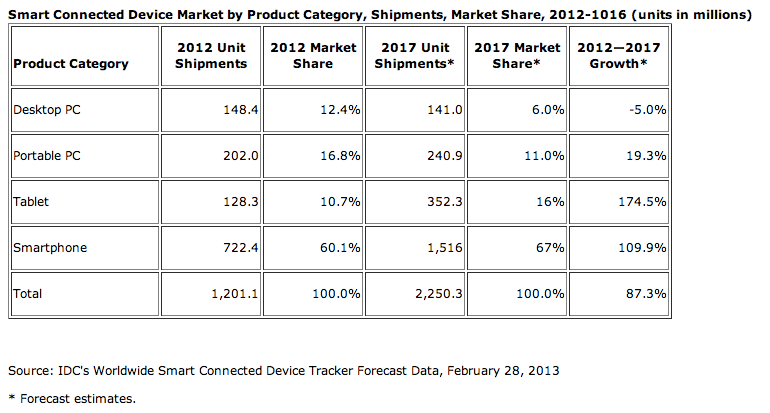 Smart Connected Device Market by Product Category, Shipments, Market Share, 2012-1016 (units in millions)
Product Category 2012 Unit Shipments 2012 Market Share 2017 Unit Shipments* 2017 Market Share* 2012—2017 Growth*
Desktop PC 148.4 12.4% 141.0 6.0% -5.0%
Portable PC 202.0 16.8% 240.9 11.0% 19.3%
Tablet 128.3 10.7% 352.3 16% 174.5%
Smartphone 722.4 60.1% 1,516 67% 109.9%
Total 1,201.1 100.0% 2,250.3 100.0% 87.3%
Source: IDC's Worldwide Smart Connected Device Tracker Forecast Data, February 28, 2013
* Forecast estimates.